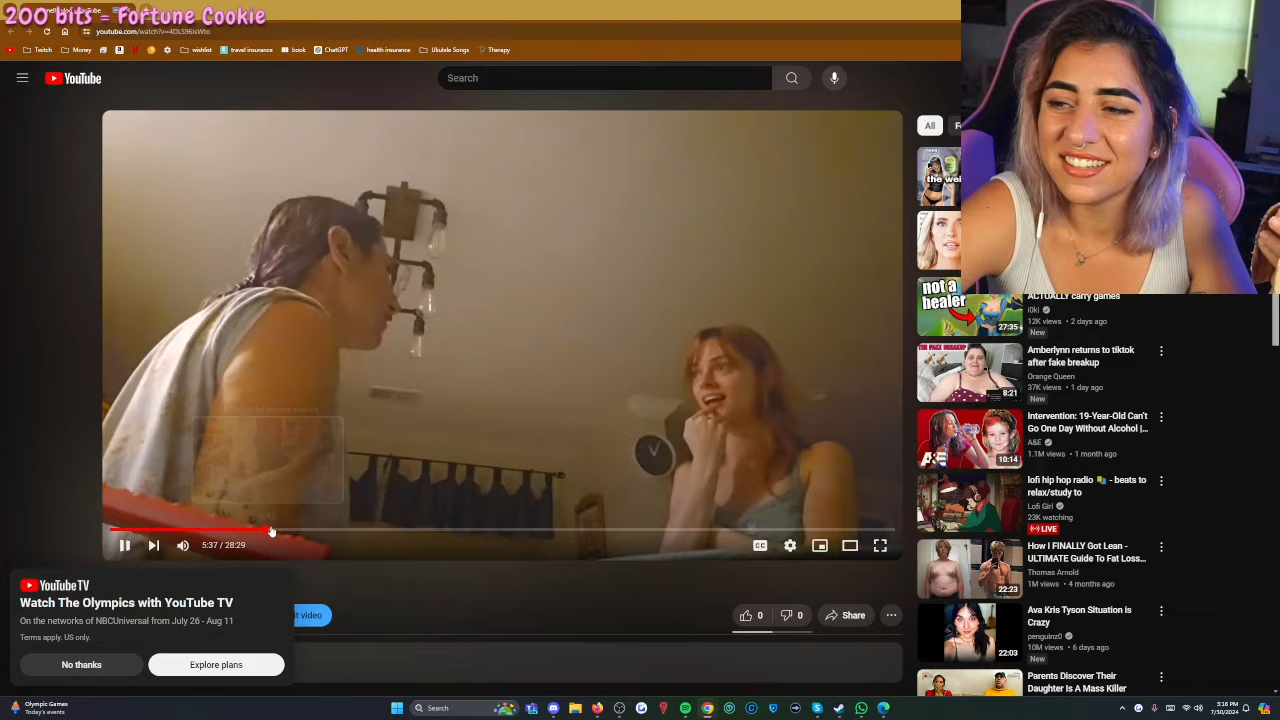 200 bits = Fortune Cookie
youtube.com/watch?v=4DLS96lsWto
Twitch
Money
wishlist
travel insurance
book
ChatGPT
health insurance
Ukulele Songs
Therapy
YouTube
Search
All
THEN
the wei
not a
healer
27:35
ACTUALLY carry games
i0ki
12K views • 2 days ago
New
8:21
Amberlynn returns to tiktok
after fake breakup
Orange Queen
37K views • 1 day ago
New
A&E
10:14
Intervention: 19-Year-Old Can't
Go One Day Without Alcohol |...
A&E
1.1M views • 1 month ago
lofi hip hop radio 📚 - beats to
relax/study to
Lofi Girl
23K watching
LIVE
22:23
How I FINALLY Got Lean -
ULTIMATE Guide To Fat Loss...
Thomas Arnold
1M views • 4 months ago
22:03
Ava Kris Tyson Situation Is
Crazy
penguinz0
10M views • 6 days ago
New
Parents Discover Their
Daughter Is A Mass Killer
5:37 / 28:29
CC
YouTube TV
Watch The Olympics with YouTube TV
On the networks of NBCUniversal from July 26 - Aug 11
Terms apply. US only.
No thanks
Explore plans
t video
0
0
Share
Olympic Games
Today's events
Search
5:16 PM
7/30/2024